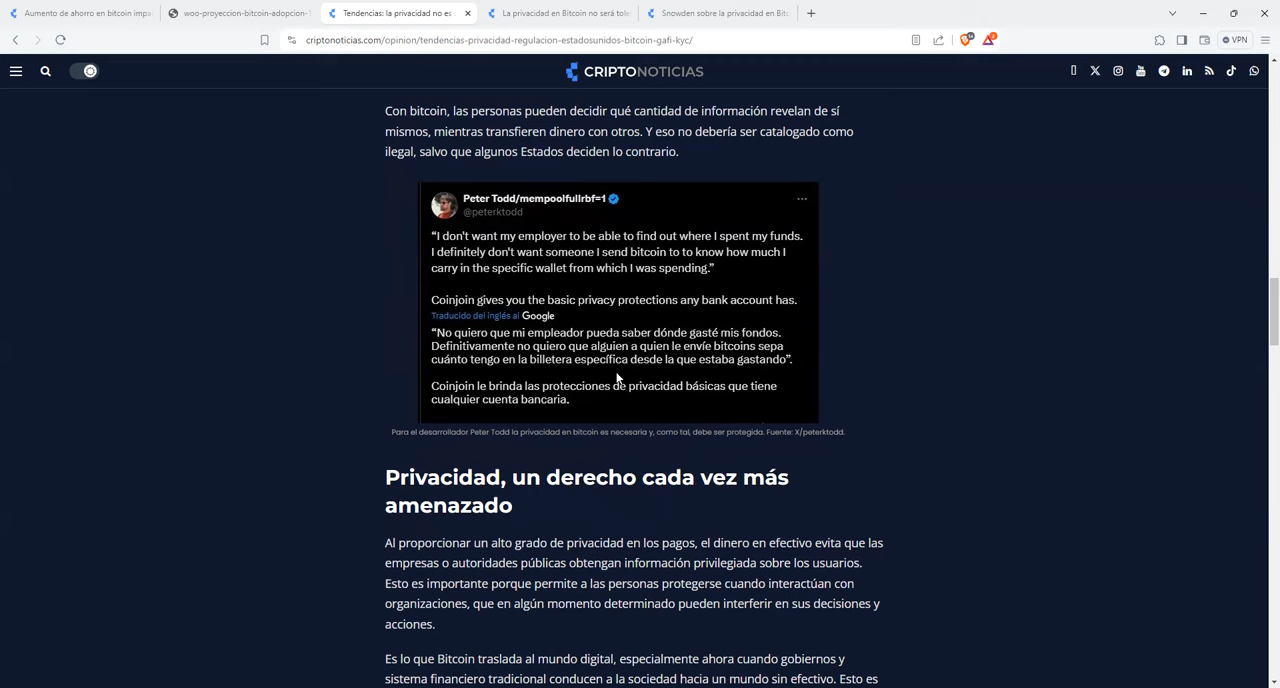 Aumento de ahorro en bitcoin impa
woo-proyeccion-bitcoin-adopcion-1
Tendencias: la privacidad no es
La privacidad en Bitcoin no será tole
Snowden sobre la privacidad en Bitc
criptonoticias.com/opinion/tendencias-privacidad-regulacion-estadosunidos-bitcoin-gafi-kyc/
VPN
CRIPTONOTICIAS
Con bitcoin, las personas pueden decidir qué cantidad de información revelan de sí
mismos, mientras transfieren dinero con otros. Y eso no debería ser catalogado como
ilegal, salvo que algunos Estados deciden lo contrario.
Peter Todd/mempoolfullrbf=1
@peterktodd
“I don't want my employer to be able to find out where I spent my funds.
I definitely don't want someone I send bitcoin to to know how much I
carry in the specific wallet from which I was spending.”
Coinjoin gives you the basic privacy protections any bank account has.
Traducido del inglés al Google
“No quiero que mi empleador pueda saber dónde gasté mis fondos.
Definitivamente no quiero que alguien a quien le envíe bitcoins sepa
cuánto tengo en la billetera específica desde la que estaba gastando”.
Coinjoin le brinda las protecciones de privacidad básicas que tiene
cualquier cuenta bancaria.
Para el desarrollador Peter Todd la privacidad en bitcoin es necesaria y, como tal, debe ser protegida. Fuente: X/peterktodd.
Privacidad, un derecho cada vez más
amenazado
Al proporcionar un alto grado de privacidad en los pagos, el dinero en efectivo evita que las
empresas o autoridades públicas obtengan información privilegiada sobre los usuarios.
Esto es importante porque permite a las personas protegerse cuando interactúan con
organizaciones, que en algún momento determinado pueden interferir en sus decisiones y
acciones.
Es lo que Bitcoin traslada al mundo digital, especialmente ahora cuando gobiernos y
sistema financiero tradicional conducen a la sociedad hacia un mundo sin efectivo. Esto es